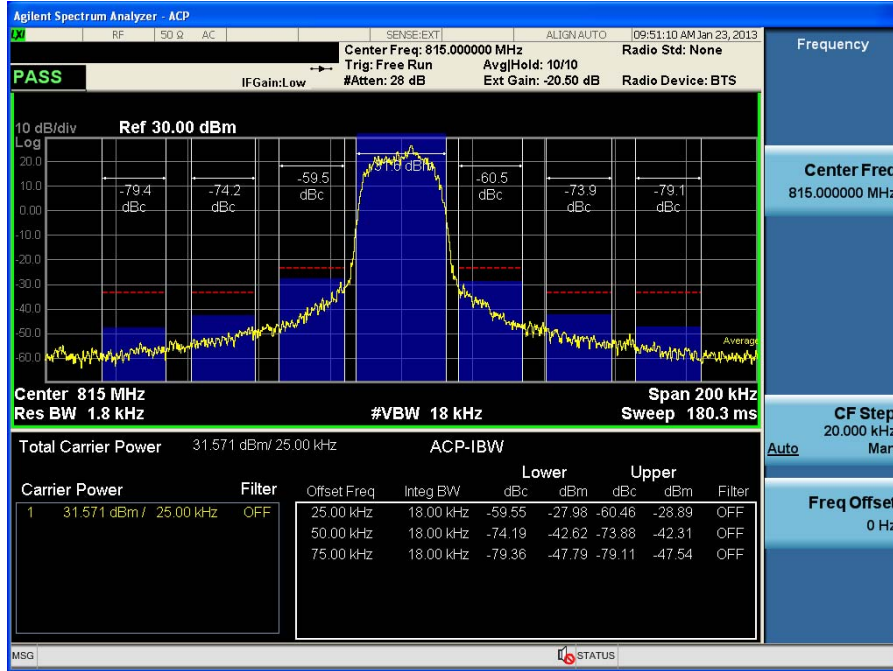 Agilent Spectrum Analyzer - ACP
LXI RF 50 Ω AC SENSE:EXT ALIGN AUTO 09:51:10 AM Jan 23, 2013
Center Freq: 815.000000 MHz Radio Std: None
Trig: Free Run Avg|Hold: 10/10
PASS IFGain:Low #Atten: 28 dB Ext Gain: -20.50 dB Radio Device: BTS
10 dB/div Ref 30.00 dBm
Log
20.0
10.0
0.00
-10.0
-20.0
-30.0
-40.0
-50.0
-60.0
-79.4 dBc
-74.2 dBc
-59.5 dBc
dBm
-60.5 dBc
-73.9 dBc
-79.1 dBc
Average
Center 815 MHz Span 200 kHz
Res BW 1.8 kHz #VBW 18 kHz Sweep 180.3 ms
Total Carrier Power 31.571 dBm/ 25.00 kHz ACP-IBW
Lower Upper
Carrier Power Filter Offset Freq Integ BW dBc dBm dBc dBm Filter
1 31.571 dBm / 25.00 kHz OFF 25.00 kHz 18.00 kHz -59.55 -27.98 -60.46 -28.89 OFF
50.00 kHz 18.00 kHz -74.19 -42.62 -73.88 -42.31 OFF
75.00 kHz 18.00 kHz -79.36 -47.79 -79.11 -47.54 OFF
MSG STATUS
Frequency
Center Freq
815.000000 MHz
CF Step
20.000 kHz
Auto Man
Freq Offset
0 Hz